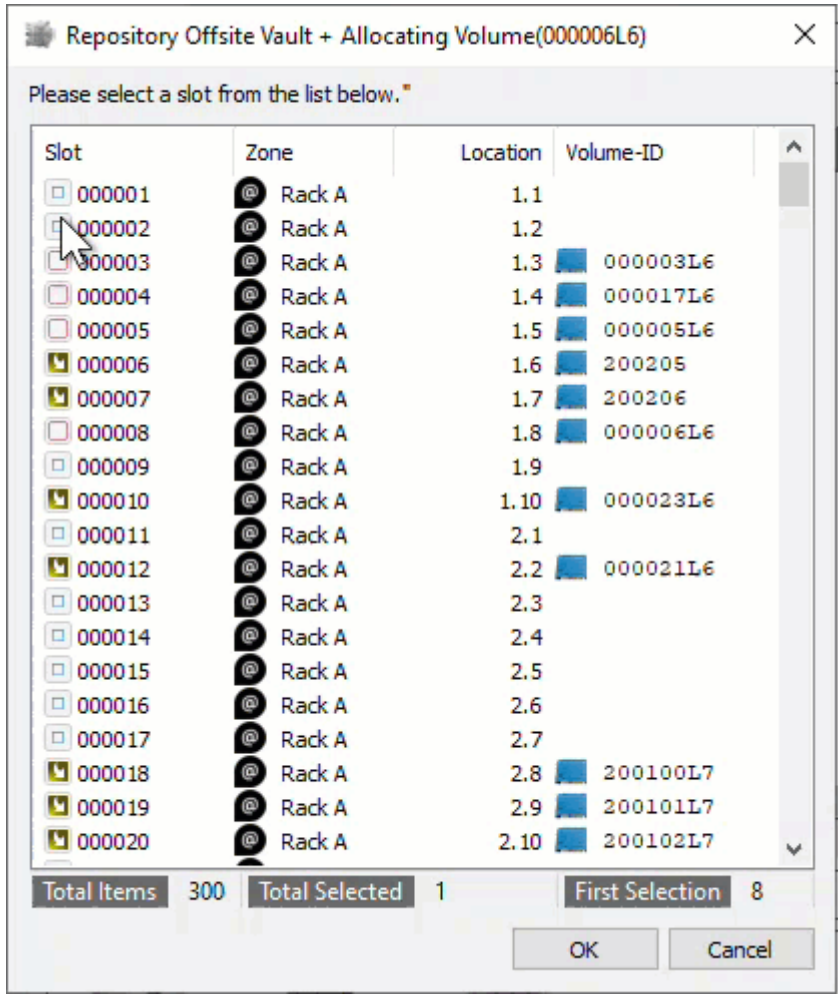 Repository Offsite Vault + Allocating Volume(000006L6)
Please select a slot from the list below."
Slot Zone Location Volume-ID
000001 @ Rack A 1.1
000002 @ Rack A 1.2
000003 @ Rack A 1.3 000003L6
000004 @ Rack A 1.4 000017L6
000005 @ Rack A 1.5 000005L6
000006 @ Rack A 1.6 200205
000007 @ Rack A 1.7 200206
000008 @ Rack A 1.8 000006L6
000009 @ Rack A 1.9
000010 @ Rack A 1.10 000023L6
000011 @ Rack A 2.1
000012 @ Rack A 2.2 000021L6
000013 @ Rack A 2.3
000014 @ Rack A 2.4
000015 @ Rack A 2.5
000016 @ Rack A 2.6
000017 @ Rack A 2.7
000018 @ Rack A 2.8 200100L7
000019 @ Rack A 2.9 200101L7
000020 @ Rack A 2.10 200102L7
Total Items 300 Total Selected 1 First Selection 8
OK Cancel